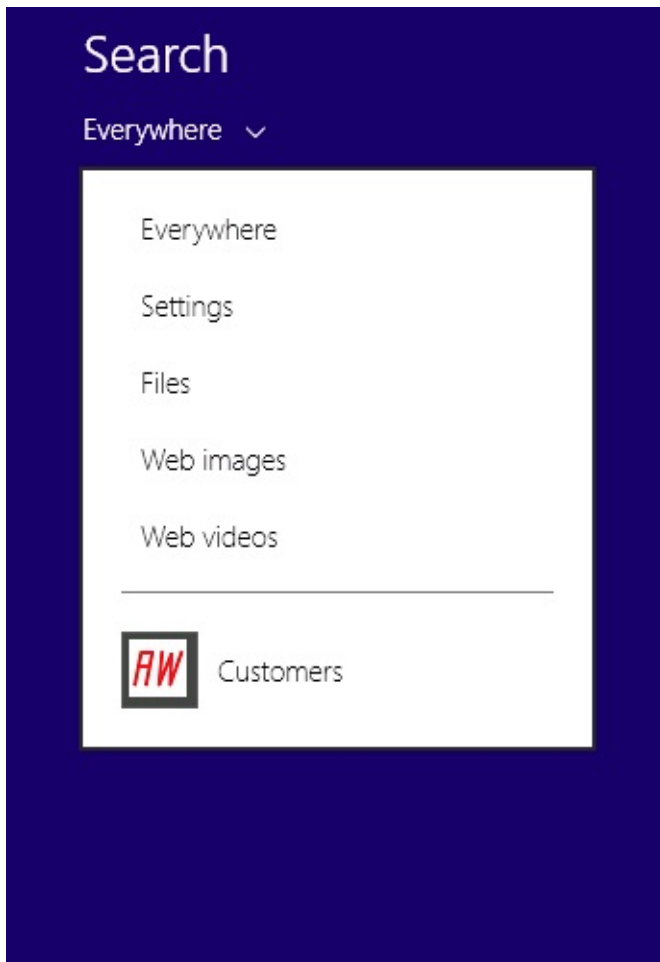 Search
Everywhere
Everywhere
Settings
Files
Web images
Web videos
AW Customers